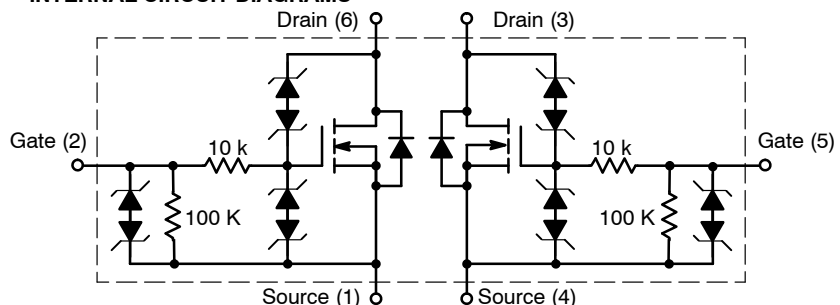 INTERNAL CIRCUIT DIAGRAMS
Drain (6) Drain (3)
Gate (2) 10 k 10 k Gate (5)
100 K 100 K
Source (1) Source (4)